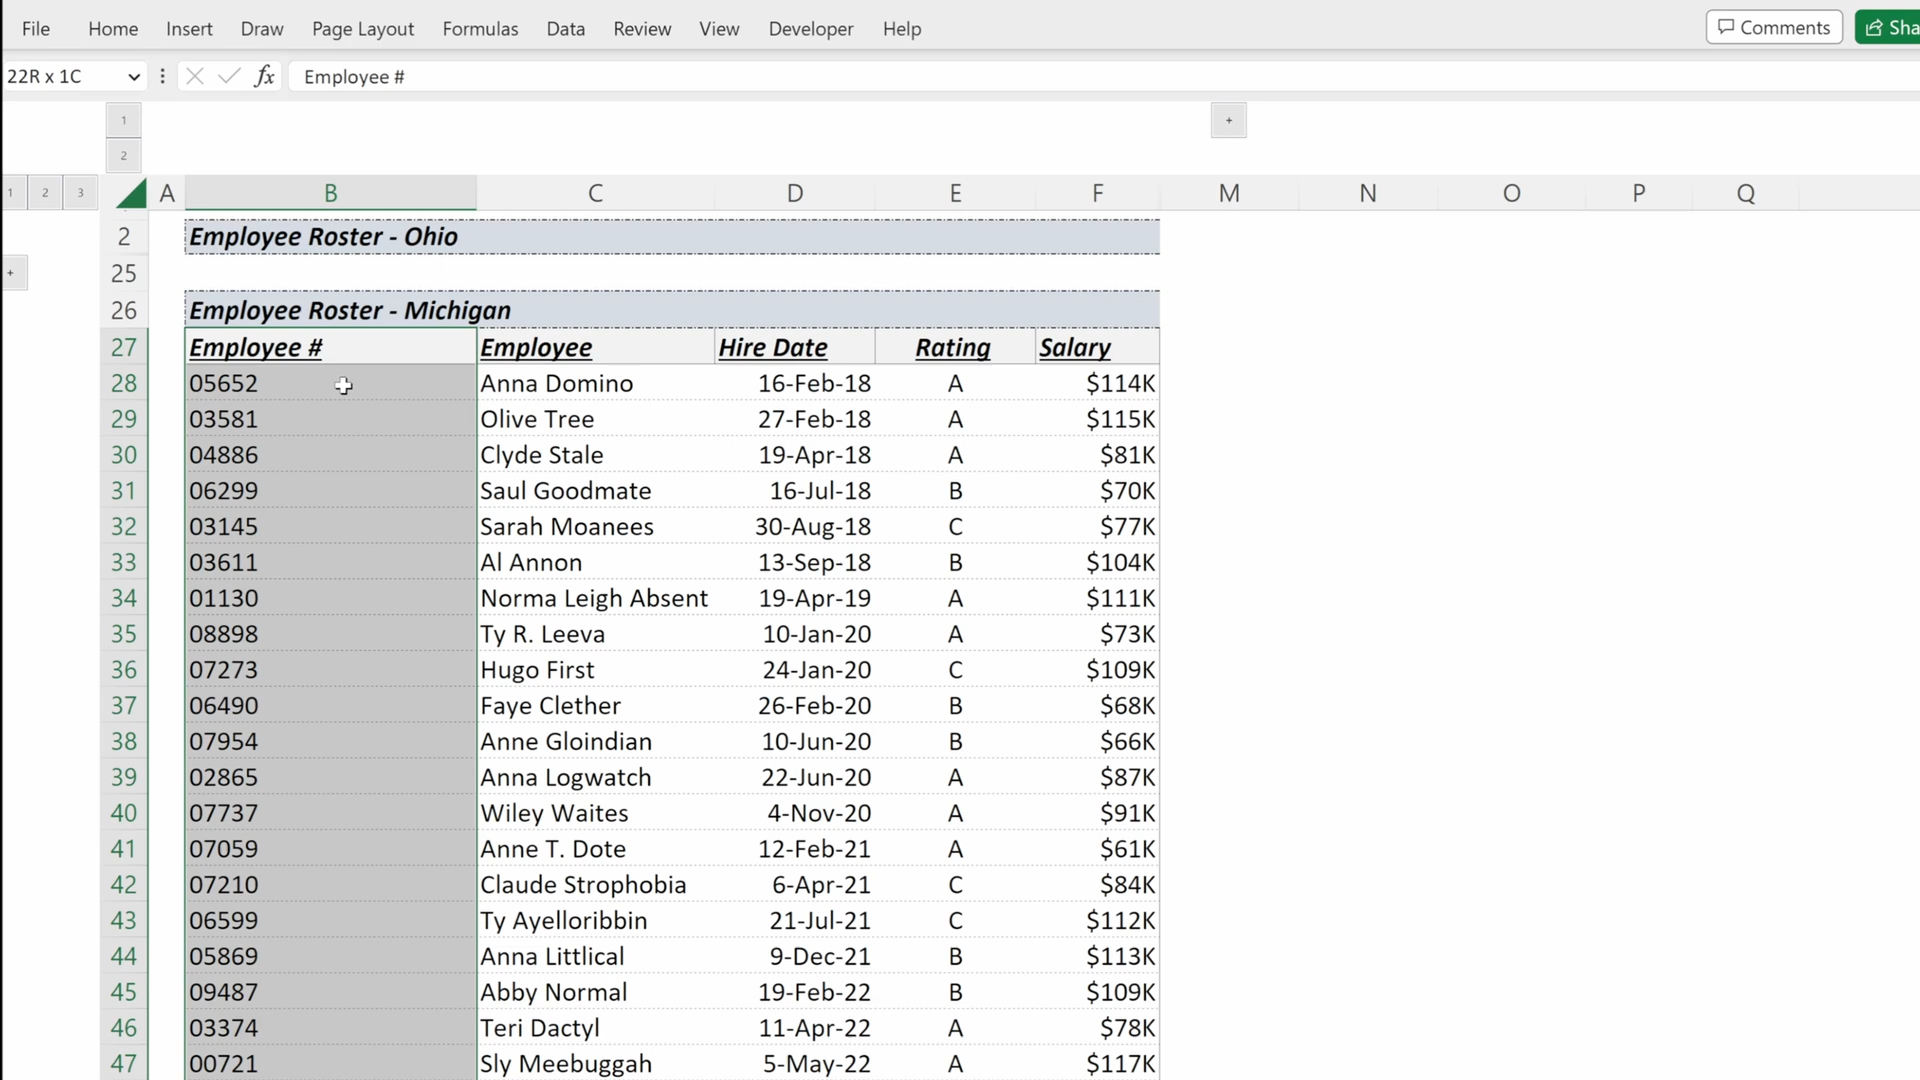 File Home Insert Draw Page Layout Formulas Data Review View Developer Help Comments Sha
22R x 1C fx Employee #
1 +
2
1 2 3 A B C D E F M N O P Q
2 Employee Roster - Ohio
+ 25
26 Employee Roster - Michigan
27 Employee # Employee Hire Date Rating Salary
28 05652 Anna Domino 16-Feb-18 A $114K
29 03581 Olive Tree 27-Feb-18 A $115K
30 04886 Clyde Stale 19-Apr-18 A $81K
31 06299 Saul Goodmate 16-Jul-18 B $70K
32 03145 Sarah Moanees 30-Aug-18 C $77K
33 03611 Al Annon 13-Sep-18 B $104K
34 01130 Norma Leigh Absent 19-Apr-19 A $111K
35 08898 Ty R. Leeva 10-Jan-20 A $73K
36 07273 Hugo First 24-Jan-20 C $109K
37 06490 Faye Clether 26-Feb-20 B $68K
38 07954 Anne Gloindian 10-Jun-20 B $66K
39 02865 Anna Logwatch 22-Jun-20 A $87K
40 07737 Wiley Waites 4-Nov-20 A $91K
41 07059 Anne T. Dote 12-Feb-21 A $61K
42 07210 Claude Strophobia 6-Apr-21 C $84K
43 06599 Ty Ayelloribbin 21-Jul-21 C $112K
44 05869 Anna Littlical 9-Dec-21 B $113K
45 09487 Abby Normal 19-Feb-22 B $109K
46 03374 Teri Dactyl 11-Apr-22 A $78K
47 00721 Sly Meebuggah 5-May-22 A $117K